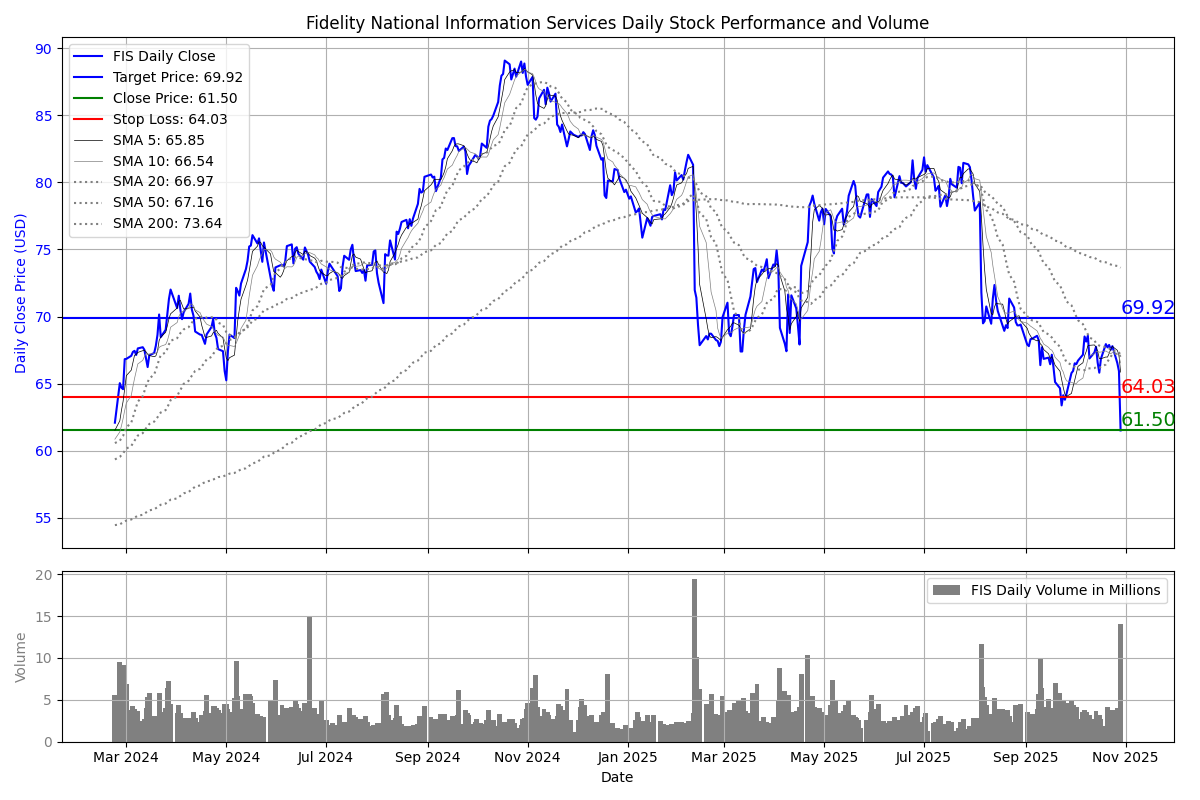 Fidelity National Information Services Daily Stock Performance and Volume
FIS Daily Close
Target Price: 69.92
Close Price: 61.50
Stop Loss: 64.03
SMA 5: 65.85
SMA 10: 66.54
SMA 20: 66.97
SMA 50: 67.16
SMA 200: 73.64
Daily Close Price (USD)
90
85
80
75
70
65
60
55
69.92
64.03
61.50
FIS Daily Volume in Millions
Volume
20
15
10
5
0
Mar 2024 May 2024 Jul 2024 Sep 2024 Nov 2024 Jan 2025 Mar 2025 May 2025 Jul 2025 Sep 2025 Nov 2025
Date